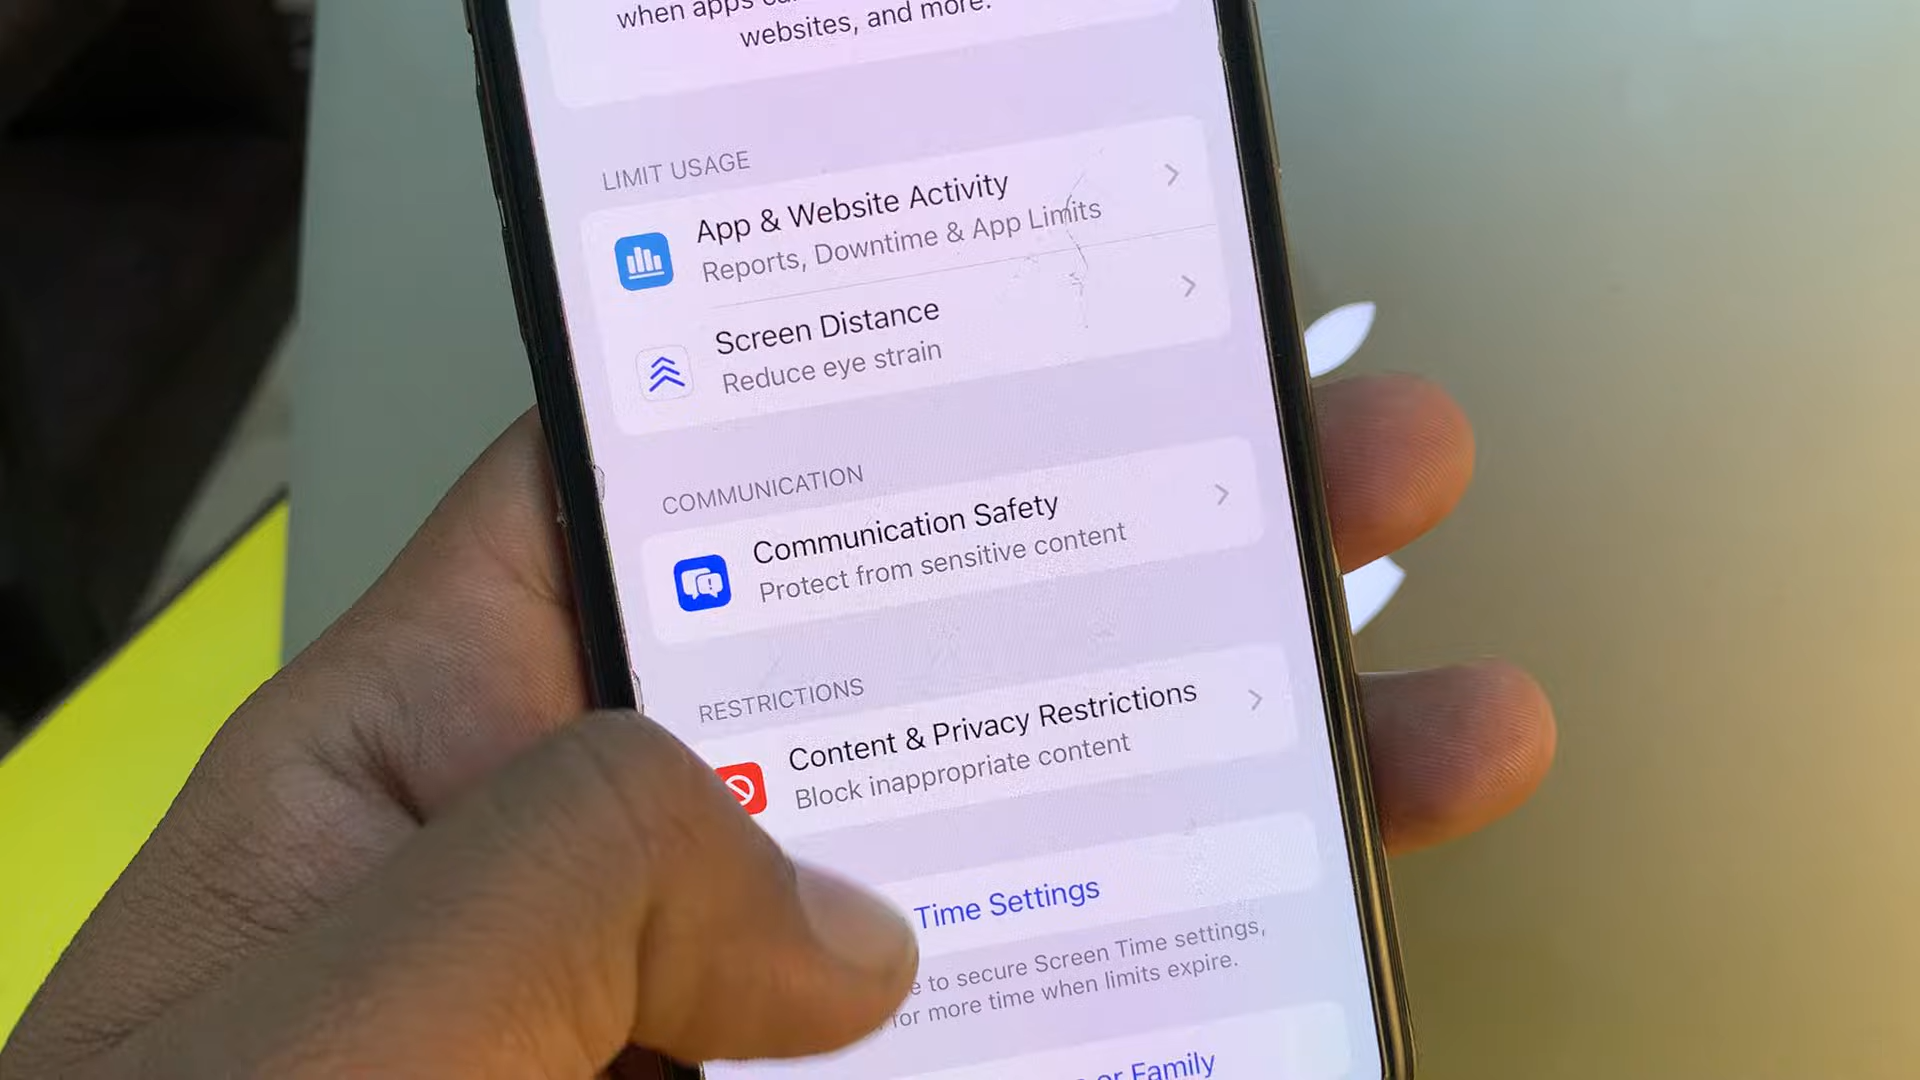 when apps
websites, and more.
LIMIT USAGE
App & Website Activity
Reports, Downtime & App Limits
Screen Distance
Reduce eye strain
COMMUNICATION
Communication Safety
Protect from sensitive content
RESTRICTIONS
Content & Privacy Restrictions
Block inappropriate content
Time Settings
to secure Screen Time settings,
for more time when limits expire.
or Family